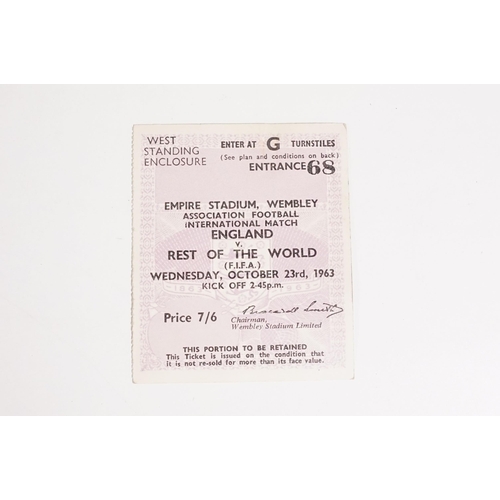 WEST
STANDING
ENCLOSURE
ENTER AT G TURNSTILES
(See plan and conditions on back)
ENTRANCE 68
EMPIRE STADIUM, WEMBLEY
ASSOCIATION FOOTBALL
INTERNATIONAL MATCH
ENGLAND
v.
REST OF THE WORLD
(F.I.F.A.)
WEDNESDAY, OCTOBER 23rd, 1963
KICK OFF 2-45p.m.
Price 7/6
Chairman,
Wembley Stadium Limited
THIS PORTION TO BE RETAINED
This Ticket is issued on the condition that
it is not re-sold for more than its face value.